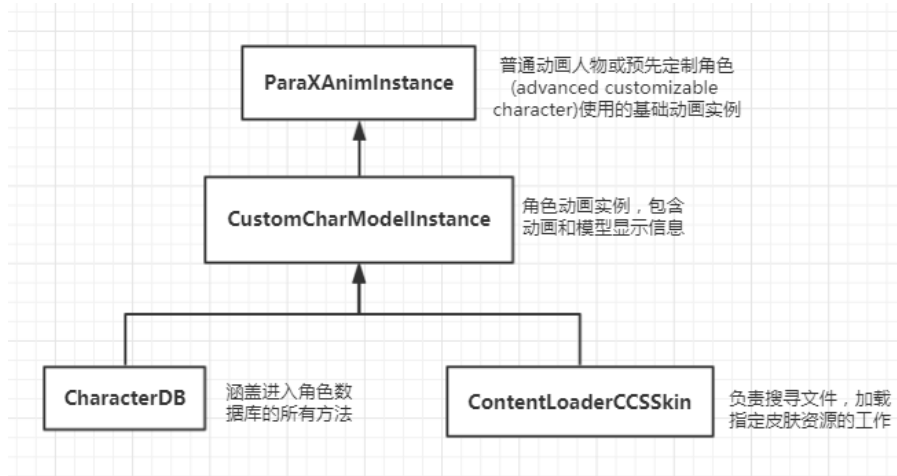 ParaXAnimInstance
普通动画人物或预先定制角色
(advanced customizable
character)使用的基础动画实例
CustomCharModelInstance
角色动画实例，包含
动画和模型显示信息
CharacterDB
涵盖进入角色数
据库的所有方法
ContentLoaderCCSSkin
负责搜寻文件，加载
指定皮肤资源的工作